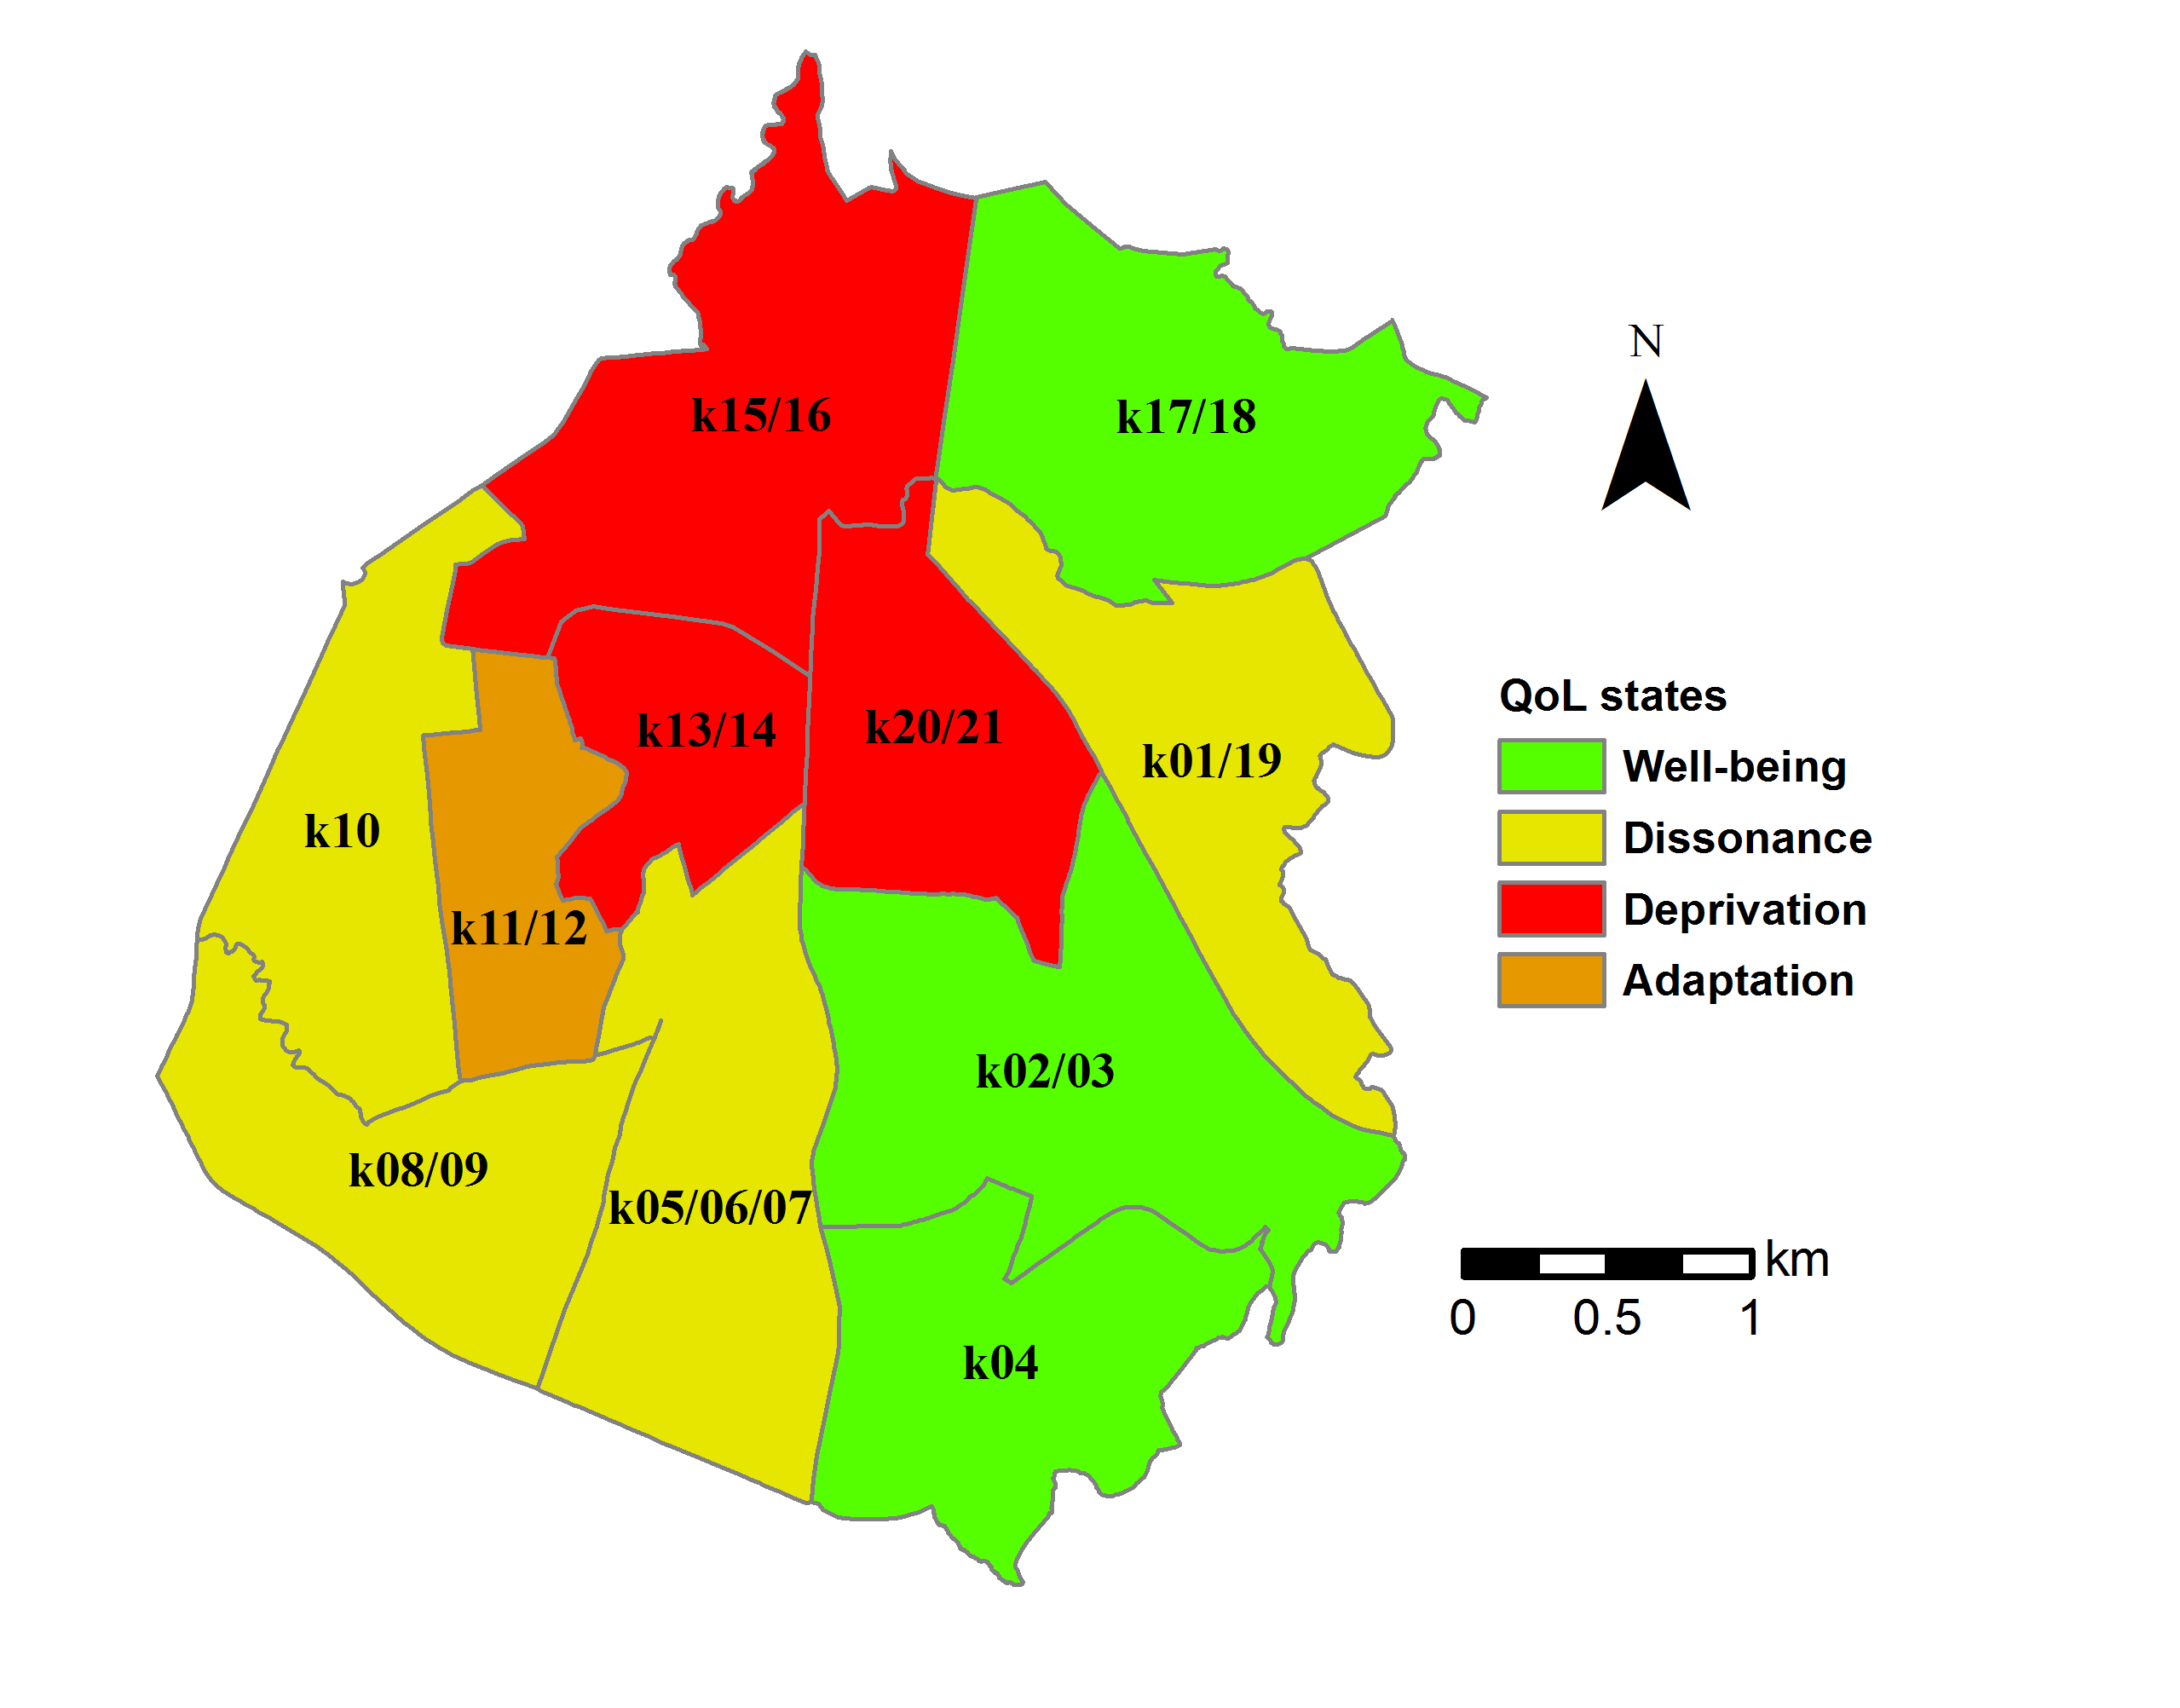 N
k15/16
k17/18
QoL states
k13/14
k20/21
k01/19
Well-being
k10
Dissonance
k11/12
Deprivation
Adaptation
k02/03
k08/09
k05/06/07
km
0 0.5 1
k04